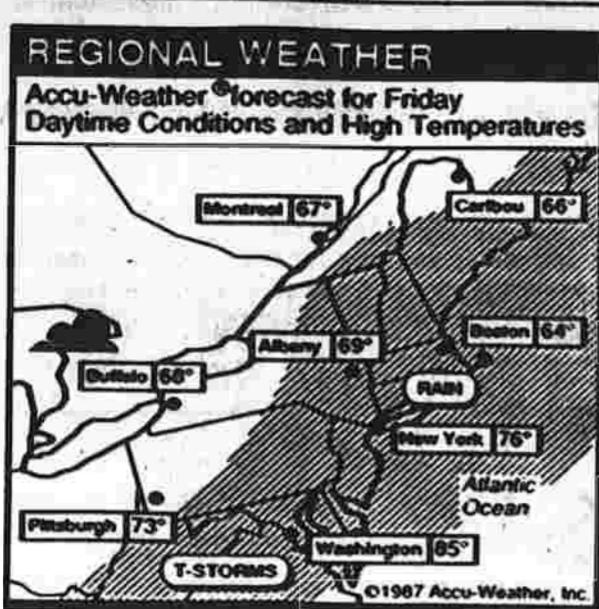 REGIONAL WEATHER
Accu-Weather® forecast for Friday
Daytime Conditions and High Temperatures
Montreal 67°
Caribou 66°
Albany 69°
Boston 64°
Buffalo 68°
RAIN
New York 76°
Atlantic
Ocean
Pittsburgh 73°
Washington 85°
T-STORMS
©1987 Accu-Weather, Inc.